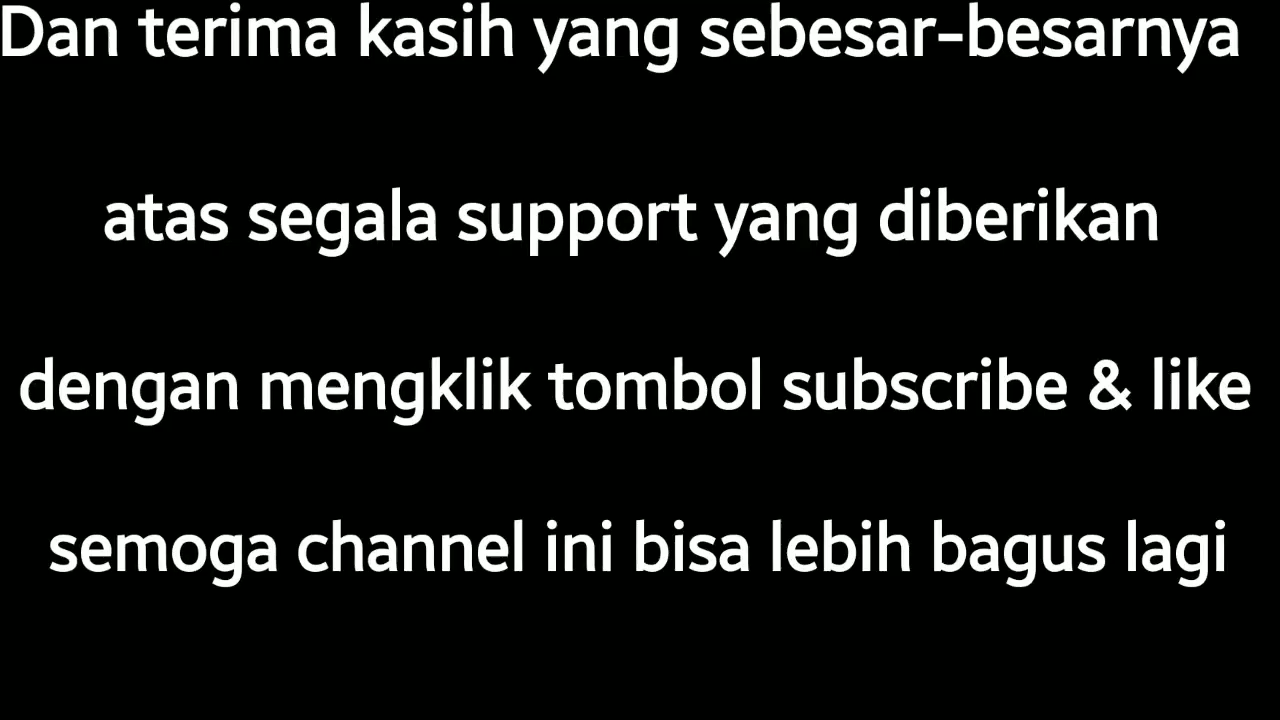 Dan terima kasih yang sebesar-besarnya
atas segala support yang diberikan
dengan mengklik tombol subscribe & like
semoga channel ini bisa lebih bagus lagi